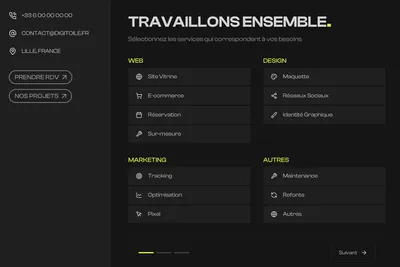 +33 6 00 00 00 00
CONTACT@DIGITOILE.FR
LILLE, FRANCE
PRENDRE RDV
NOS PROJETS
TRAVAILLONS ENSEMBLE.
Sélectionnez les services qui correspondent à vos besoins
WEB
Site Vitrine
E-commerce
Réservation
Sur-mesure
DESIGN
Maquette
Réseaux Sociaux
Identité Graphique
MARKETING
Tracking
Optimisation
Pixel
AUTRES
Maintenance
Refonte
Autres
Suivant